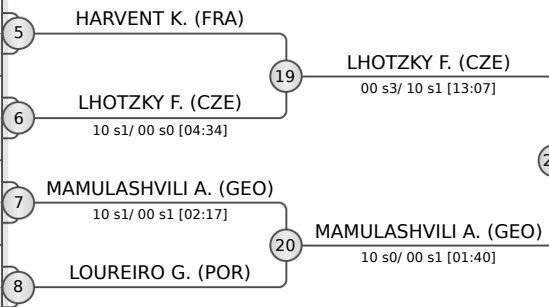 HARVENT K. (FRA)
5
LHOTZKY F. (CZE)
19
00 s3/ 10 s1 [13:07]
LHOTZKY F. (CZE)
6
10 s1/ 00 s0 [04:34]
MAMULASHVILI A. (GEO)
7
10 s1/ 00 s1 [02:17]
MAMULASHVILI A. (GEO)
20
10 s0/ 00 s1 [01:40]
LOUREIRO G. (POR)
8